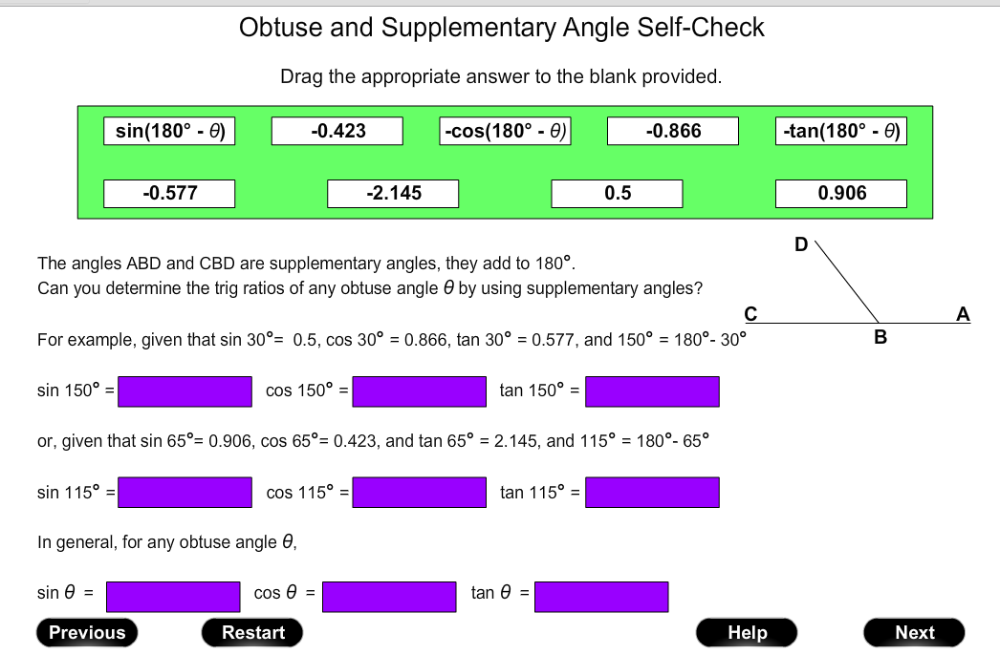 Obtuse and Supplementary Angle Self-Check
Drag the appropriate answer to the blank provided.
sin(180° - θ) -0.423 -cos(180° - θ) -0.866 -tan(180° - θ)
-0.577 -2.145 0.5 0.906
The angles ABD and CBD are supplementary angles, they add to 180°.
Can you determine the trig ratios of any obtuse angle θ by using supplementary angles?
D
C A
B
For example, given that sin 30°= 0.5, cos 30° = 0.866, tan 30° = 0.577, and 150° = 180°- 30°
sin 150° = cos 150° = tan 150° =
or, given that sin 65°= 0.906, cos 65°= 0.423, and tan 65° = 2.145, and 115° = 180°- 65°
sin 115° = cos 115° = tan 115° =
In general, for any obtuse angle θ,
sin θ = cos θ = tan θ =
Previous Restart Help Next